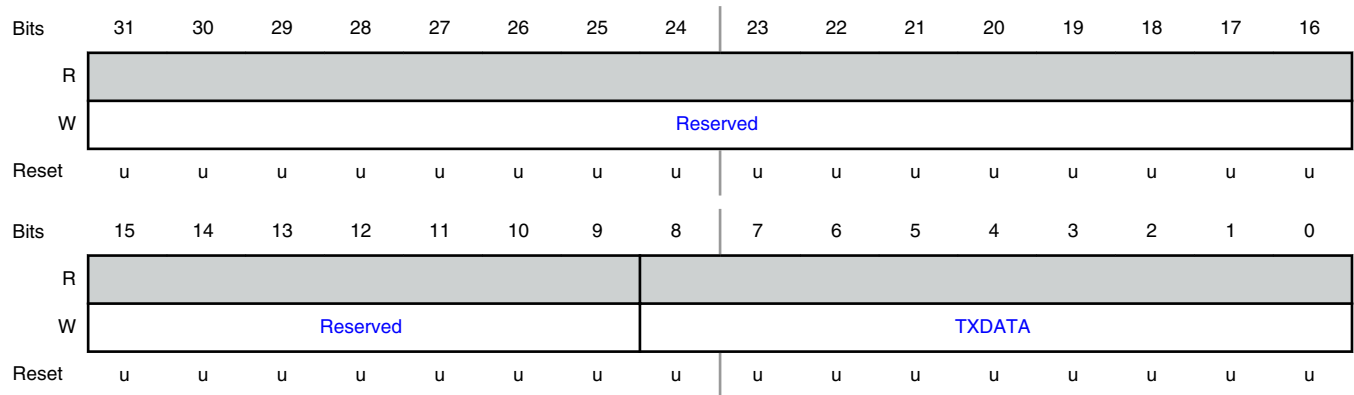 Bits 31 30 29 28 27 26 25 24 23 22 21 20 19 18 17 16
R
W Reserved
Reset u u u u u u u u u u u u u u u u
Bits 15 14 13 12 11 10 9 8 7 6 5 4 3 2 1 0
R
W Reserved TXDATA
Reset u u u u u u u u u u u u u u u u